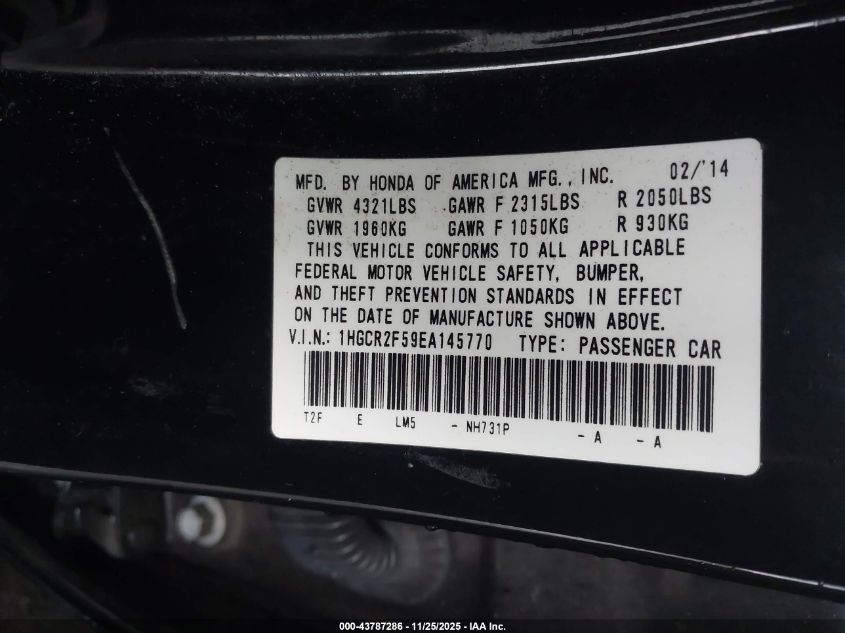 MFD. BY HONDA OF AMERICA MFG., INC. 02/'14
GVWR 4321LBS GAWR F 2315LBS R 2050LBS
GVWR 1960KG GAWR F 1050KG R 930KG
THIS VEHICLE CONFORMS TO ALL APPLICABLE
FEDERAL MOTOR VEHICLE SAFETY, BUMPER,
AND THEFT PREVENTION STANDARDS IN EFFECT
ON THE DATE OF MANUFACTURE SHOWN ABOVE.
V.I.N.: 1HGCR2F59EA145770 TYPE: PASSENGER CAR
T2F E LM5 - NH731P - A - A
000-43787286 - 11/25/2025 - IAA Inc.